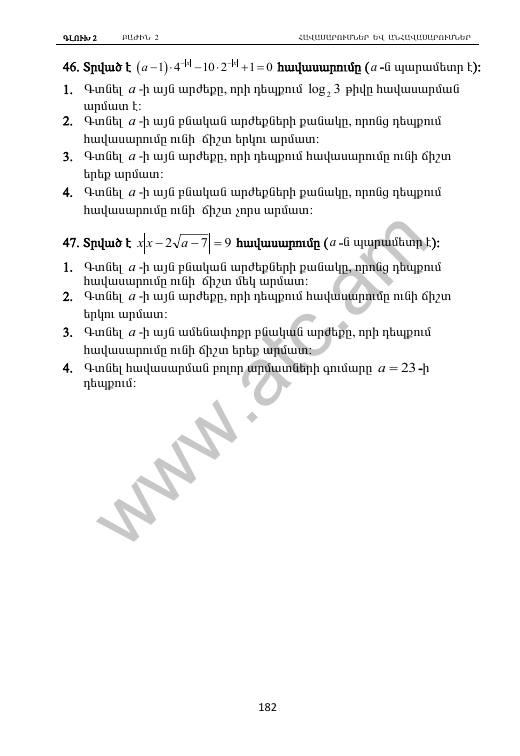 ԳԼՈՒԽ 2 ԲԱԺԻՆ 2 ՀԱՎԱՍԱՐՈՒՄՆԵՐ ԵՎ ԱՆՀԱՎԱՍԱՐՈՒՄՆԵՐ
46. Տրված է (a−1)·4^{−|x|}−10·2^{−|x|}+1=0 հավասարումը (a-ն պարամետր է):
1. Գտնել a-ի այն արժեքը, որի դեպքում log₂3 թիվը հավասարման
արմատ է:
2. Գտնել a-ի այն բնական արժեքների քանակը, որոնց դեպքում
հավասարումը ունի ճիշտ երկու արմատ:
3. Գտնել a-ի այն արժեքը, որի դեպքում հավասարումը ունի ճիշտ
երեք արմատ:
4. Գտնել a-ի այն բնական արժեքների քանակը, որոնց դեպքում
հավասարումը ունի ճիշտ չորս արմատ:
47. Տրված է x|x−2√(a−7)|=9 հավասարումը (a-ն պարամետր է):
1. Գտնել a-ի այն բնական արժեքների քանակը, որոնց դեպքում
հավասարումը ունի ճիշտ մեկ արմատ:
2. Գտնել a-ի այն արժեքը, որի դեպքում հավասարումը ունի ճիշտ
երկու արմատ:
3. Գտնել a-ի այն ամենափոքր բնական արժեքը, որի դեպքում
հավասարումը ունի ճիշտ երեք արմատ:
4. Գտնել հավասարման բոլոր արմատների գումարը a=23-ի
դեպքում:
www.atc.am
182